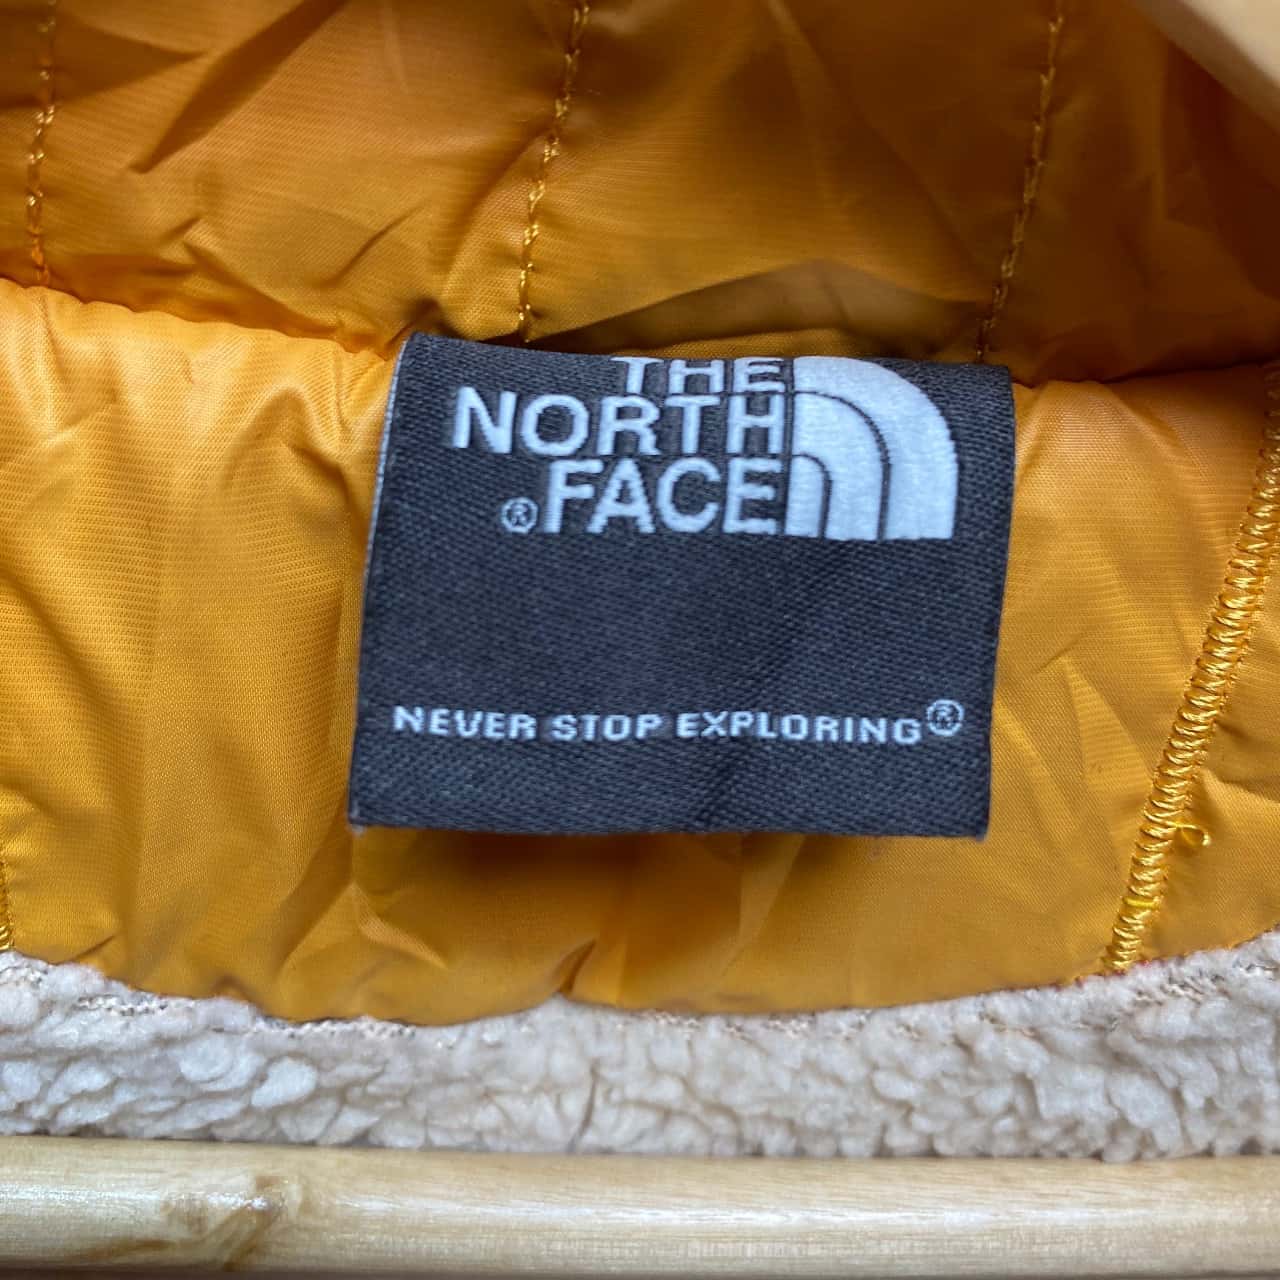 THE
NORTH
®FACE
NEVER STOP EXPLORING®